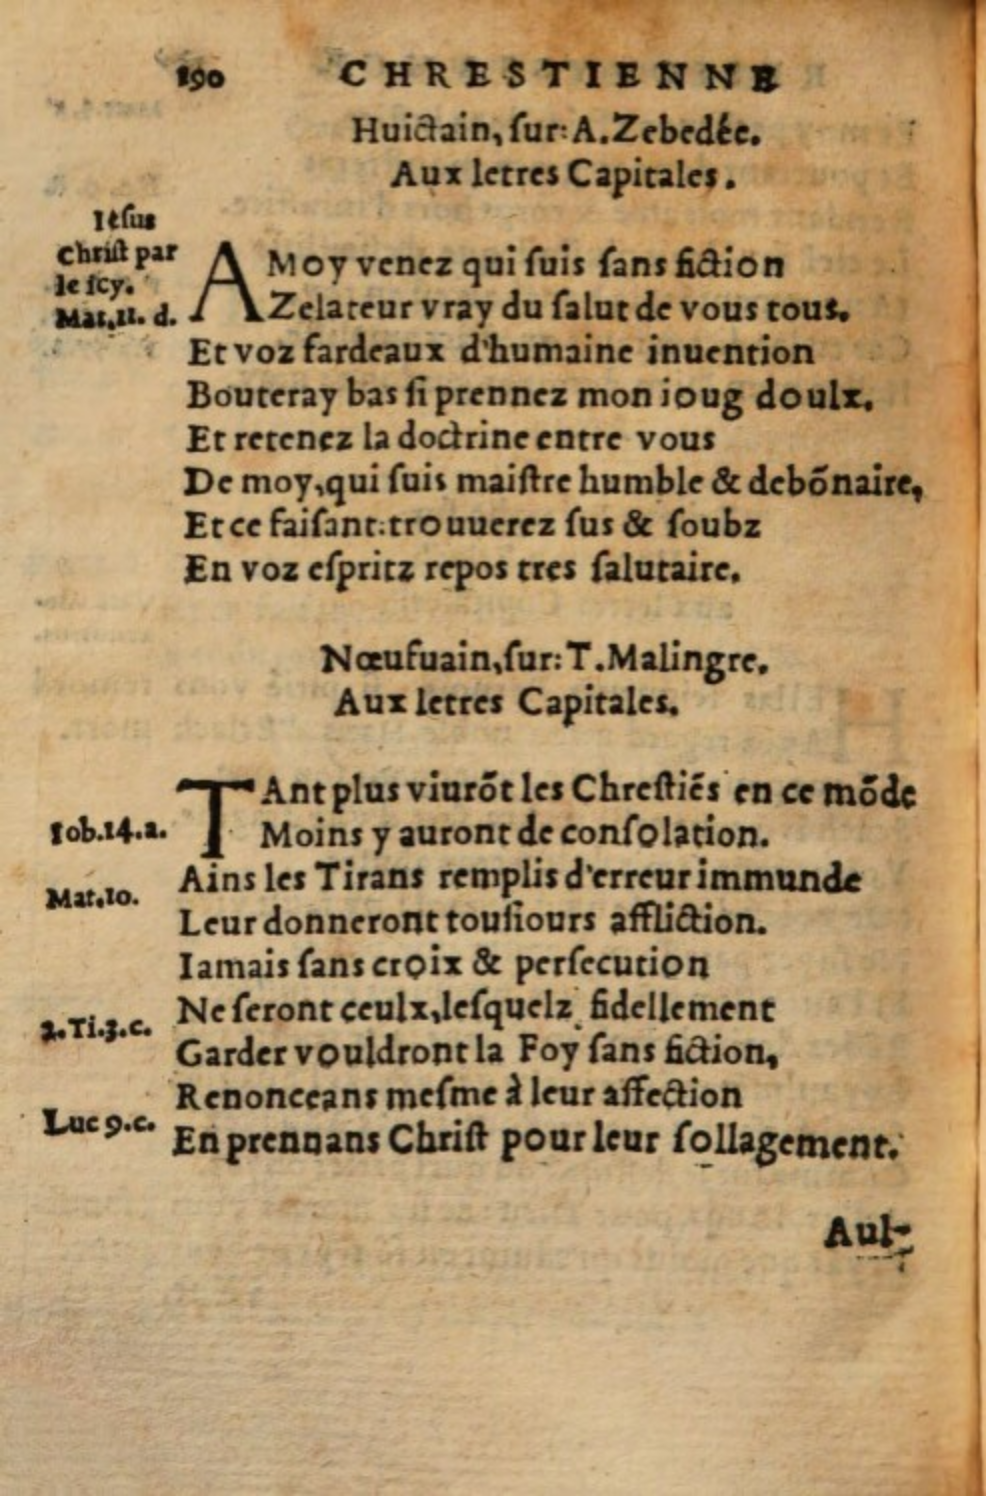 190 CHRESTIENNE
Huictain, sur: A. Zebedée.
Aux letres Capitales.
Iesus
Christ par
le icy.
Mat. 11. d.
A Moy venez qui suis sans fiction
Zelateur vray du salut de vous tous.
Et voz fardeaux d'humaine inuention
Bouteray bas si prennez mon ioug doulx.
Et retenez la doctrine entre vous
De moy, qui suis maistre humble & debõnaire,
Et ce faisant: trouuerez sus & soubz
En voz espritz repos tres salutaire.
Nœufuain, sur: T. Malingre.
Aux letres Capitales.
TAnt plus viurõt les Chrestiẽs en ce mõde
Iob. 14. a.
Moins y auront de consolation.
Ains les Tirans remplis d'erreur immunde
Mat. 10.
Leur donneront tousiours affliction.
Iamais sans croix & persecution
Ne seront ceulx, lesquelz fidellement
2. Ti. 3. c.
Garder vouldront la Foy sans fiction,
Renonceans mesme à leur affection
Luc 9. c.
En prennans Christ pour leur sollagement.
Aul-